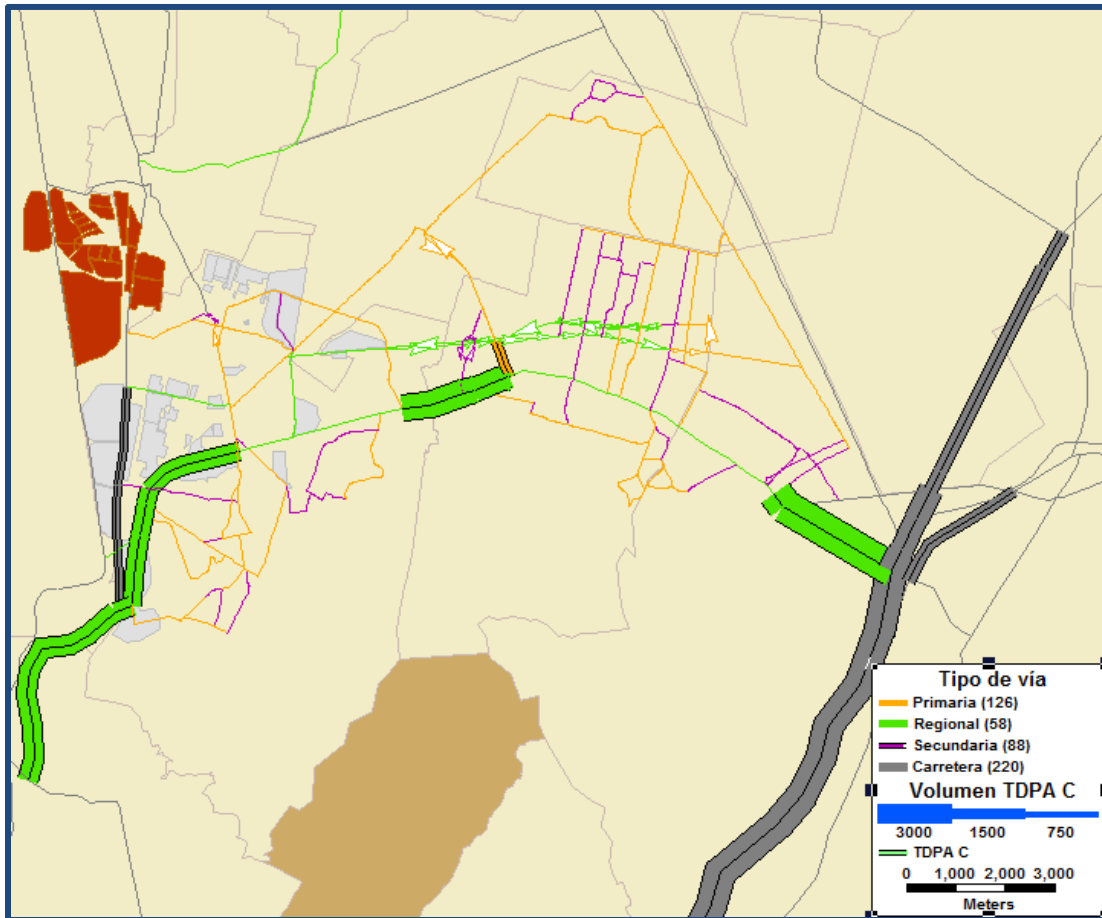 Tipo de vía
Primaria (126)
Regional (58)
Secundaria (88)
Carretera (220)
Volumen TDPA C
3000 1500 750
TDPA C
0 1,000 2,000 3,000
Meters